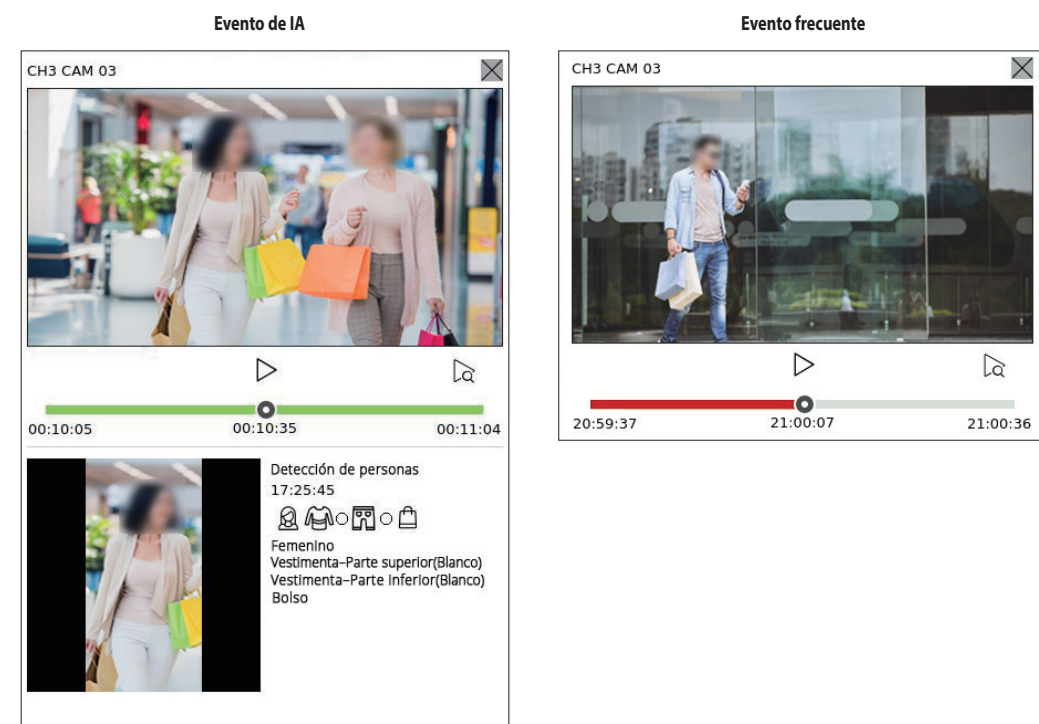 Evento de IA
CH3 CAM 03
00:10:05
00:10:35
00:11:04
Detección de personas
17:25:45
Femenino
Vestimenta-Parte superior(Blanco)
Vestimenta-Parte inferior(Blanco)
Bolso
Evento frecuente
CH3 CAM 03
20:59:37
21:00:07
21:00:36